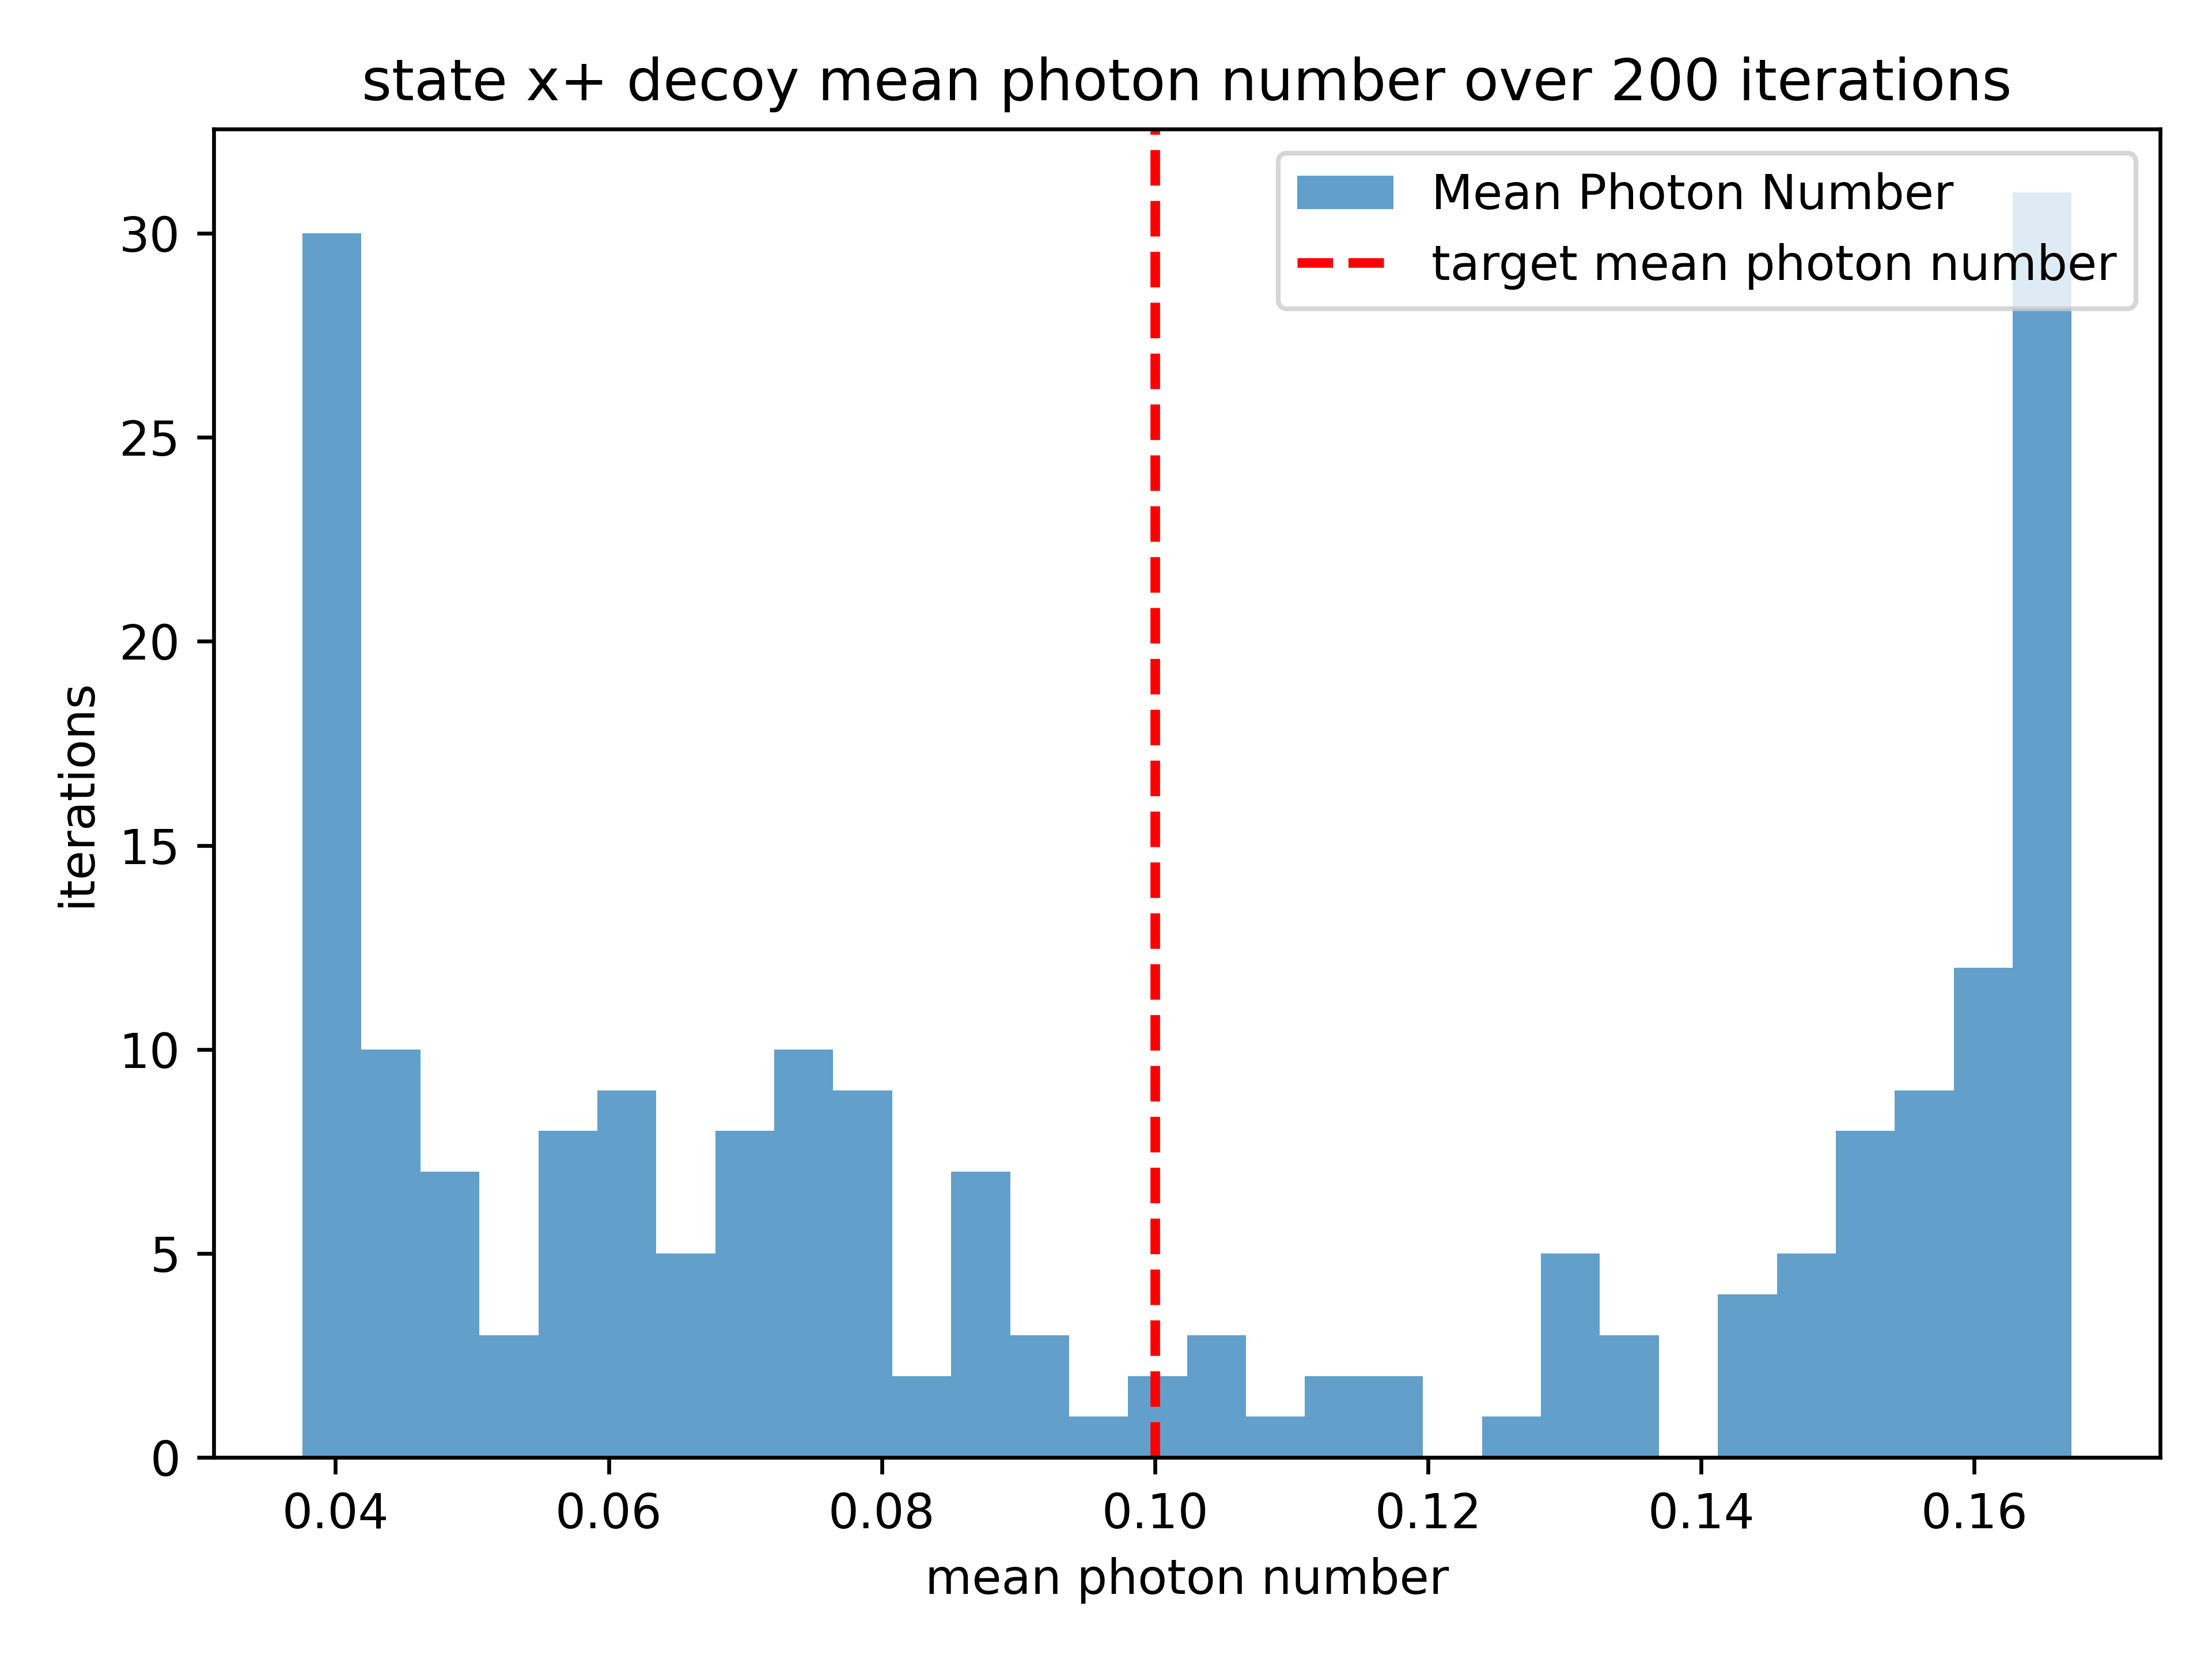 state x+ decoy mean photon number over 200 iterations
Mean Photon Number
target mean photon number
30
25
20
15
10
5
0
iterations
0.04 0.06 0.08 0.10 0.12 0.14 0.16
mean photon number